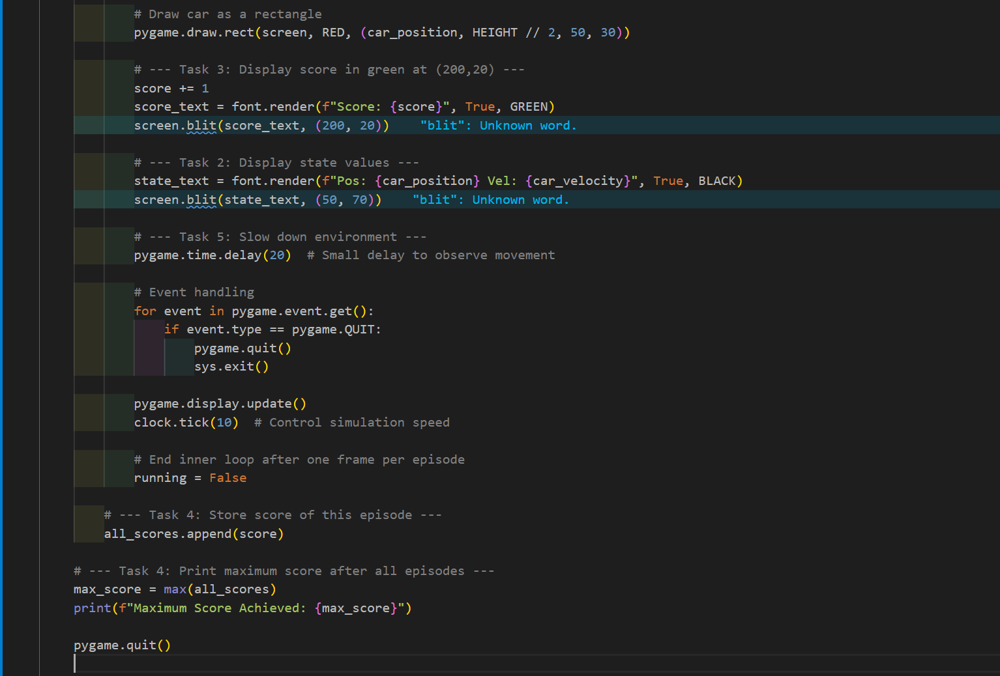 # Draw car as a rectangle
pygame.draw.rect(screen, RED, (car_position, HEIGHT // 2, 50, 30))
# --- Task 3: Display score in green at (200,20) ---
score += 1
score_text = font.render(f"Score: {score}", True, GREEN)
screen.blit(score_text, (200, 20))    "blit": Unknown word.
# --- Task 2: Display state values ---
state_text = font.render(f"Pos: {car_position} Vel: {car_velocity}", True, BLACK)
screen.blit(state_text, (50, 70))    "blit": Unknown word.
# --- Task 5: Slow down environment ---
pygame.time.delay(20)  # Small delay to observe movement
# Event handling
for event in pygame.event.get():
if event.type == pygame.QUIT:
pygame.quit()
sys.exit()
pygame.display.update()
clock.tick(10)  # Control simulation speed
# End inner loop after one frame per episode
running = False
# --- Task 4: Store score of this episode ---
all_scores.append(score)
# --- Task 4: Print maximum score after all episodes ---
max_score = max(all_scores)
print(f"Maximum Score Achieved: {max_score}")
pygame.quit()